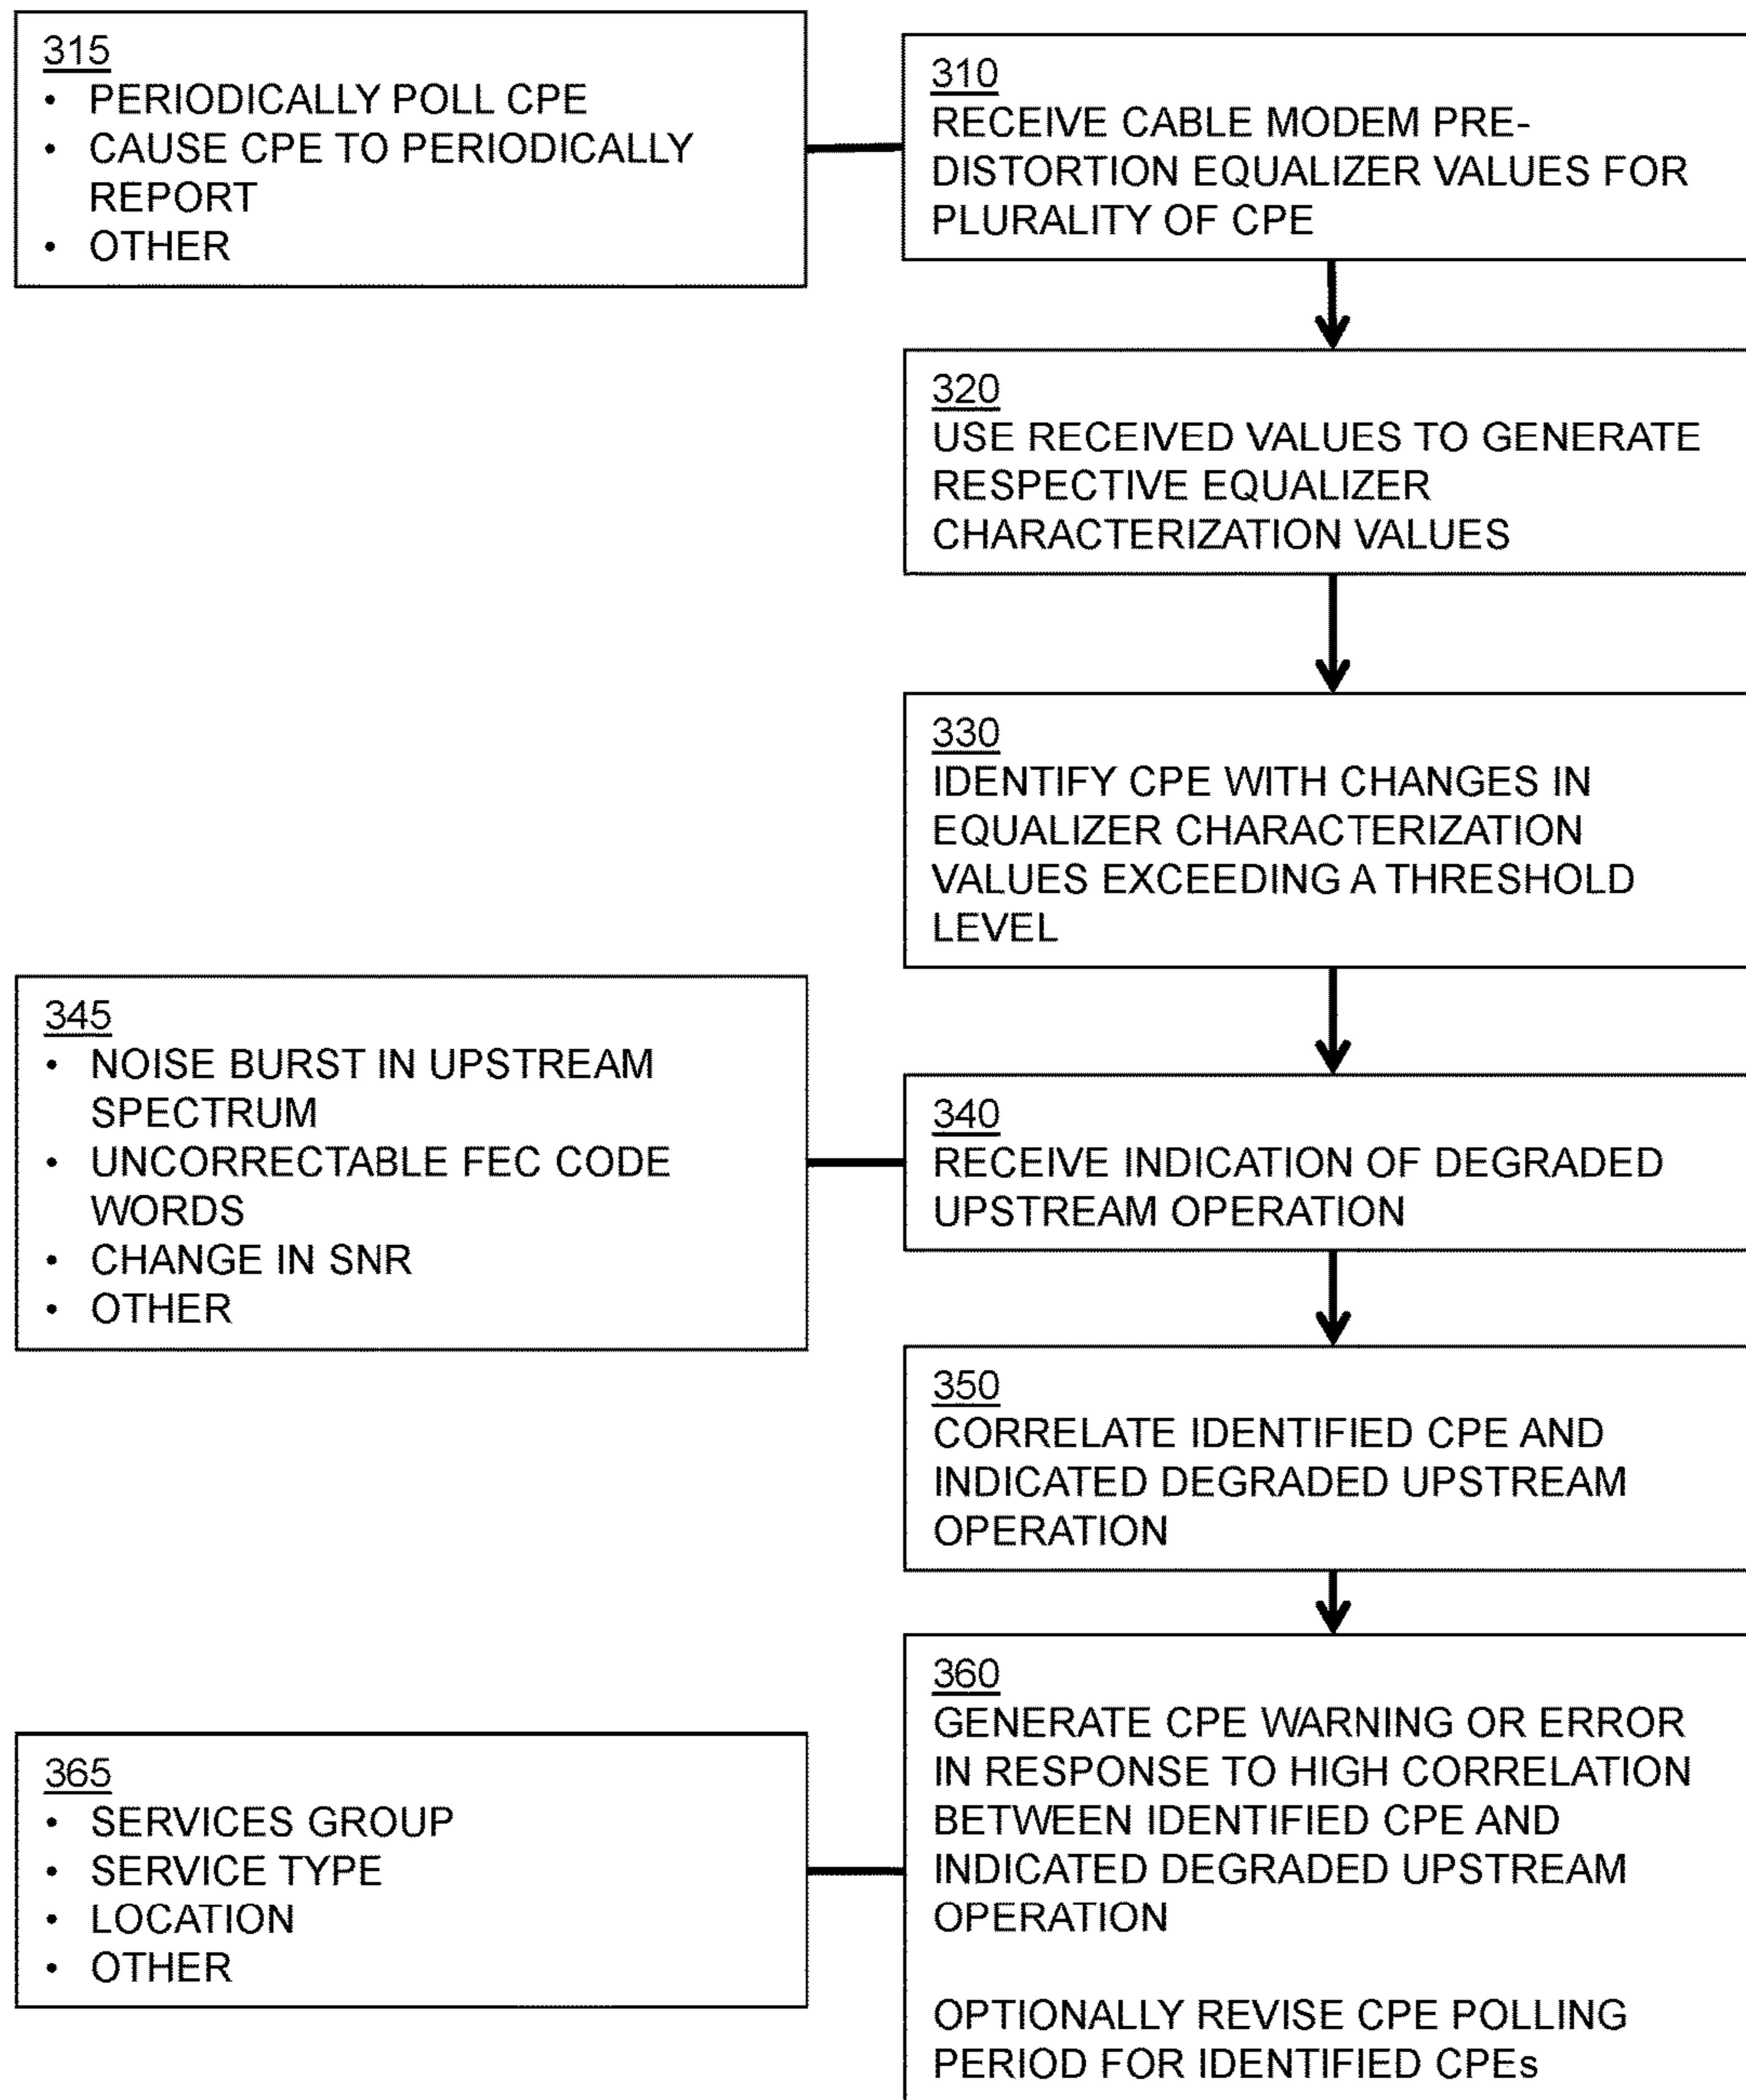 315
• PERIODICALLY POLL CPE
• CAUSE CPE TO PERIODICALLY
REPORT
• OTHER
310
RECEIVE CABLE MODEM PRE-
DISTORTION EQUALIZER VALUES FOR
PLURALITY OF CPE
320
USE RECEIVED VALUES TO GENERATE
RESPECTIVE EQUALIZER
CHARACTERIZATION VALUES
330
IDENTIFY CPE WITH CHANGES IN
EQUALIZER CHARACTERIZATION
VALUES EXCEEDING A THRESHOLD
LEVEL
345
• NOISE BURST IN UPSTREAM
SPECTRUM
• UNCORRECTABLE FEC CODE
WORDS
• CHANGE IN SNR
• OTHER
340
RECEIVE INDICATION OF DEGRADED
UPSTREAM OPERATION
350
CORRELATE IDENTIFIED CPE AND
INDICATED DEGRADED UPSTREAM
OPERATION
365
• SERVICES GROUP
• SERVICE TYPE
• LOCATION
• OTHER
360
GENERATE CPE WARNING OR ERROR
IN RESPONSE TO HIGH CORRELATION
BETWEEN IDENTIFIED CPE AND
INDICATED DEGRADED UPSTREAM
OPERATION
OPTIONALLY REVISE CPE POLLING
PERIOD FOR IDENTIFIED CPEs